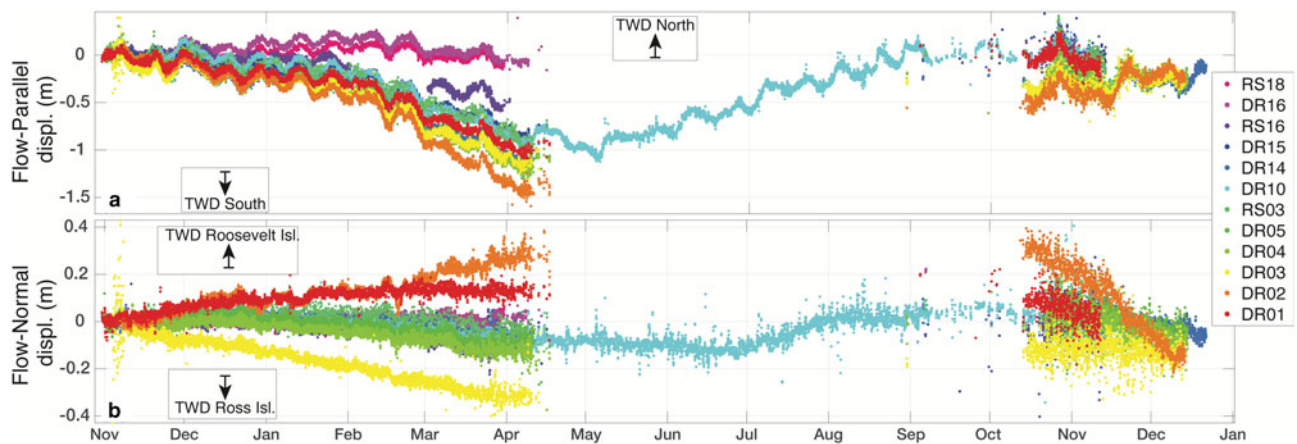 TWD North
0
-0.5
-1
-1.5
Flow-Parallel
displ. (m)
TWD South
a
RS18
DR16
RS16
DR15
DR14
DR10
RS03
DR05
DR04
DR03
DR02
DR01
0.4
0.2
0
-0.2
-0.4
Flow-Normal
displ. (m)
TWD Roosevelt Isl.
TWD Ross Isl.
b
Nov Dec Jan Feb Mar Apr May Jun Jul Aug Sep Oct Nov Dec Jan